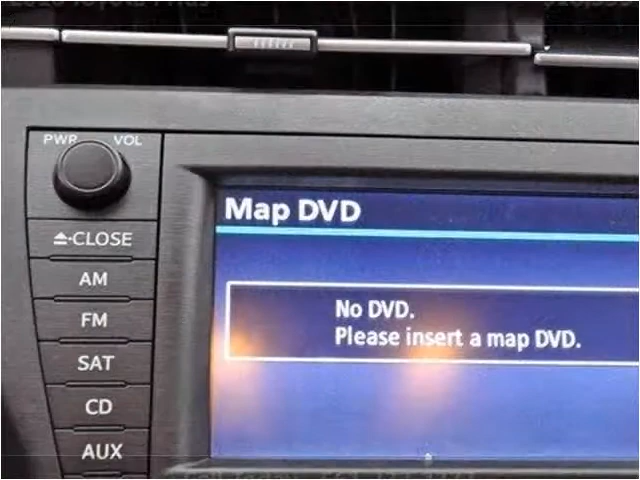 PWR VOL
Map DVD
⏏·CLOSE
AM
No DVD.
FM
Please insert a map DVD.
SAT
CD
AUX